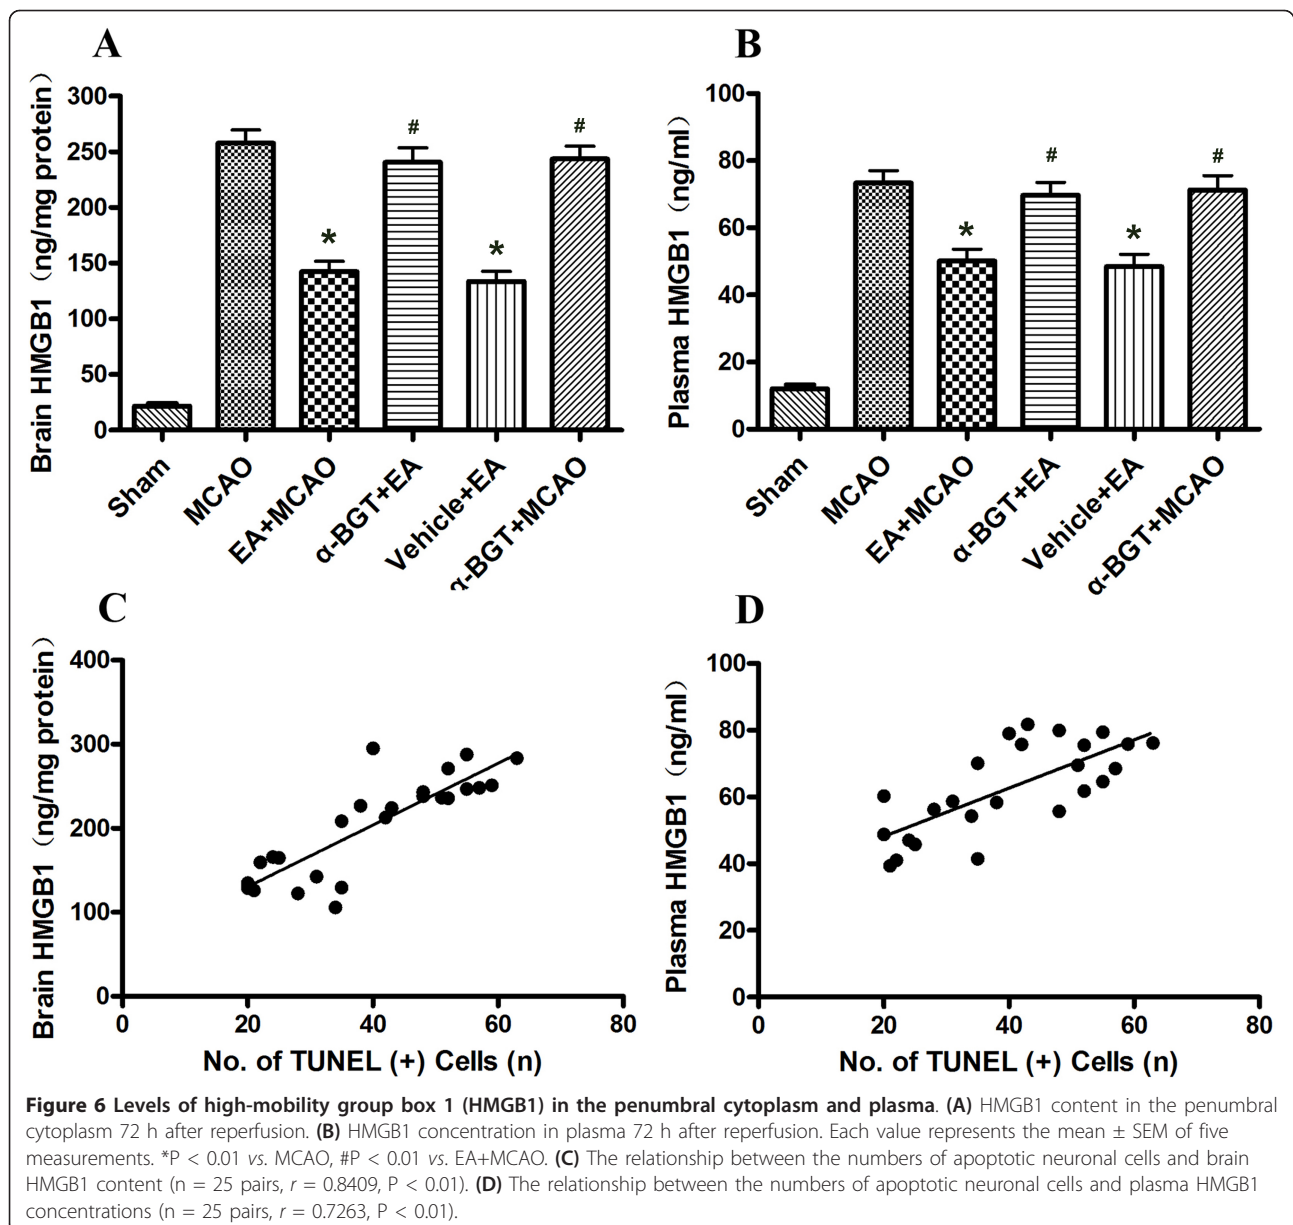 A
Brain HMGB1（ng/mg protein）
300
250
200
150
100
50
0
#
#
*
*
Sham
MCAO
EA+MCAO
α-BGT+EA
Vehicle+EA
α-BGT+MCAO
B
Plasma HMGB1（ng/ml）
100
80
60
40
20
0
#
#
*
*
Sham
MCAO
EA+MCAO
α-BGT+EA
Vehicle+EA
α-BGT+MCAO
C
Brain HMGB1（ng/mg protein）
400
300
200
100
0
0 20 40 60 80
No. of TUNEL (+) Cells (n)
D
Plasma HMGB1（ng/ml）
100
80
60
40
20
0
0 20 40 60 80
No. of TUNEL (+) Cells (n)
Figure 6 Levels of high-mobility group box 1 (HMGB1) in the penumbral cytoplasm and plasma. (A) HMGB1 content in the penumbral
cytoplasm 72 h after reperfusion. (B) HMGB1 concentration in plasma 72 h after reperfusion. Each value represents the mean ± SEM of five
measurements. *P < 0.01 vs. MCAO, #P < 0.01 vs. EA+MCAO. (C) The relationship between the numbers of apoptotic neuronal cells and brain
HMGB1 content (n = 25 pairs, r = 0.8409, P < 0.01). (D) The relationship between the numbers of apoptotic neuronal cells and plasma HMGB1
concentrations (n = 25 pairs, r = 0.7263, P < 0.01).